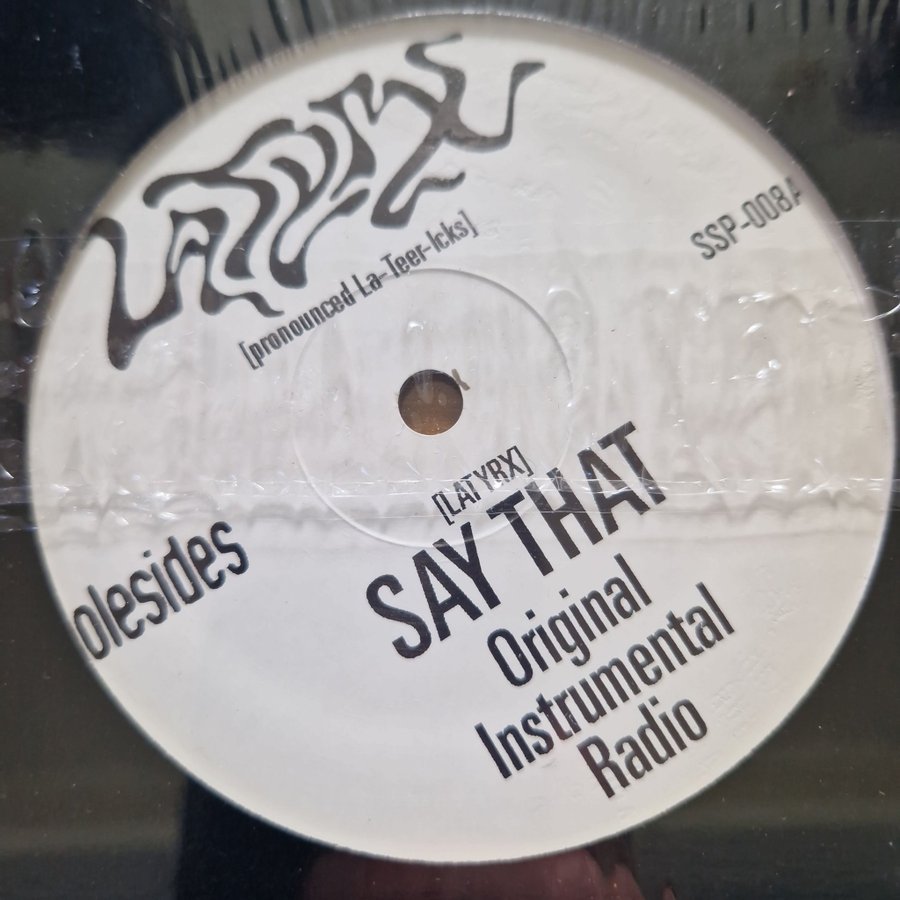 LATYRX
[pronounced La-Teer-Icks]
SSP-008A
olesides
[LATYRX]
SAY THAT
Original
Instrumental
Radio